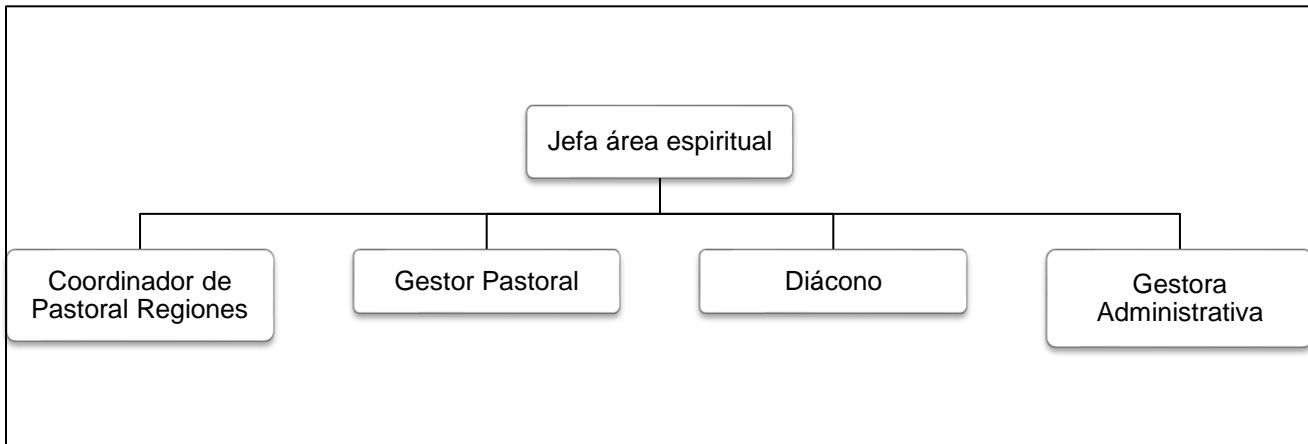 Jefa área espiritual
Coordinador de
Pastoral Regiones
Gestor Pastoral
Diácono
Gestora
Administrativa